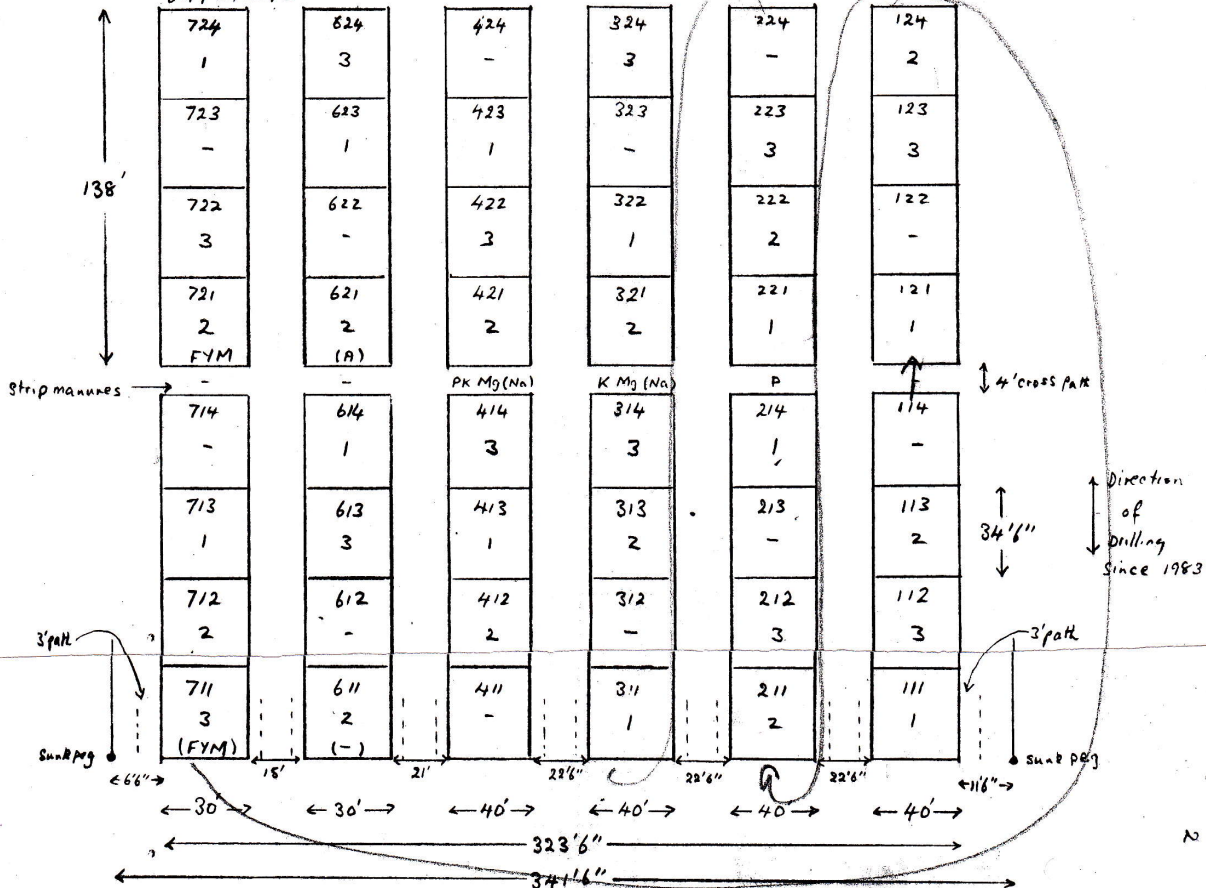 724 624 424 324 224 124
1 3 - 3 - 2
723 623 423 323 223 123
- 1 1 - 3 3
138'
722 622 422 322 222 122
3 - 3 1 2 -
721 621 421 321 221 121
2 2 2 2 1 1
FYM (A)
Strip manures → - - PK Mg (Na) K Mg (Na) P - 4' cross path
714 614 414 314 214 114
- 1 3 3 1 -
Direction
713 613 413 313 213 113 of
1 3 1 2 - 2 34'6" Drilling
Since 1983
712 612 412 312 212 112
2 - 2 - 3 3
3' path 3' path
711 611 411 311 211 111
3 2 - 1 2 1
(FYM) (-)
Sunk peg sunk peg
6'6" 15' 21' 22'6" 22'6" 22'6" 11'6"
30' 30' 40' 40' 40' 40'
323'6"
N
341'6"